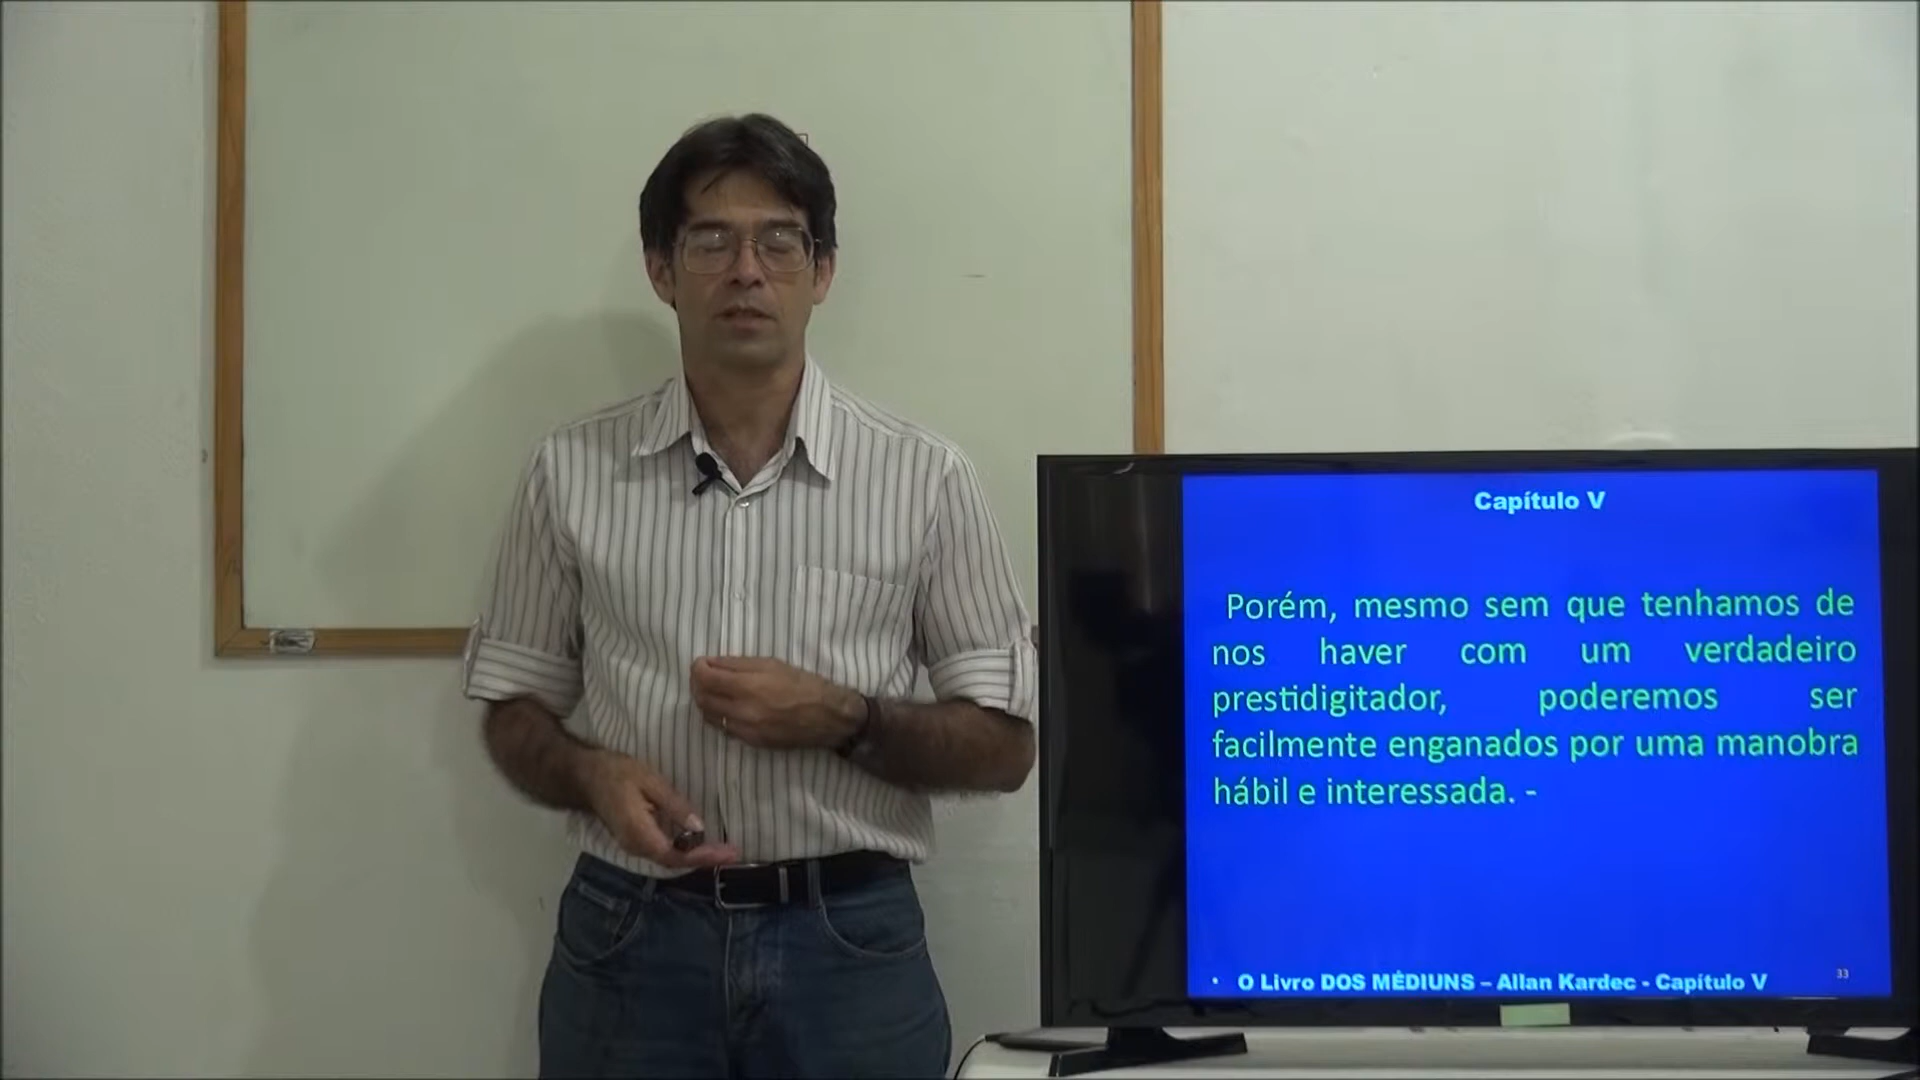 Capítulo V
Porém, mesmo sem que tenhamos de
nos haver com um verdadeiro
prestidigitador, poderemos ser
facilmente enganados por uma manobra
hábil e interessada. -
• O Livro DOS MÉDIUNS – Allan Kardec - Capítulo V
33